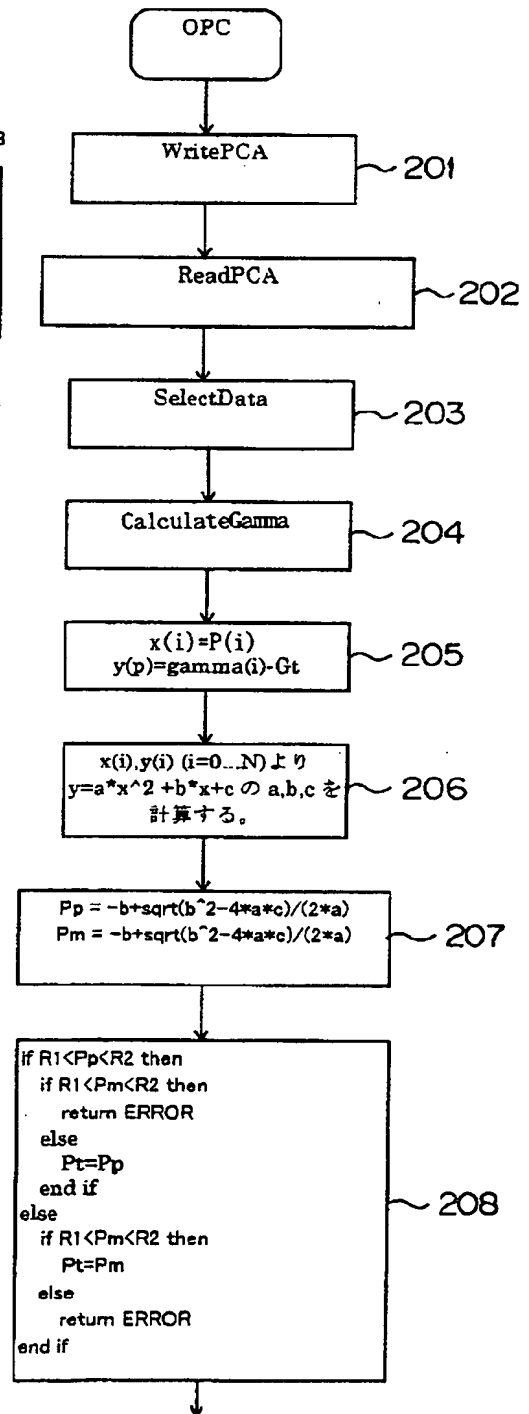 OPC
WritePCA
201
ReadPCA
202
SelectData
203
CalculateGamma
204
x(i)=P(i)
y(p)=gamma(i)-Gt
205
x(i),y(i) (i=0...N)より
y=a*x^2 +b*x+c の a,b,c を
計算する。
206
Pp = -b+sqrt(b^2-4*a*c)/(2*a)
Pm = -b+sqrt(b^2-4*a*c)/(2*a)
207
if R1<Pp<R2 then
if R1<Pm<R2 then
return ERROR
else
Pt=Pp
end if
else
if R1<Pm<R2 then
Pt=Pm
else
return ERROR
end if
208